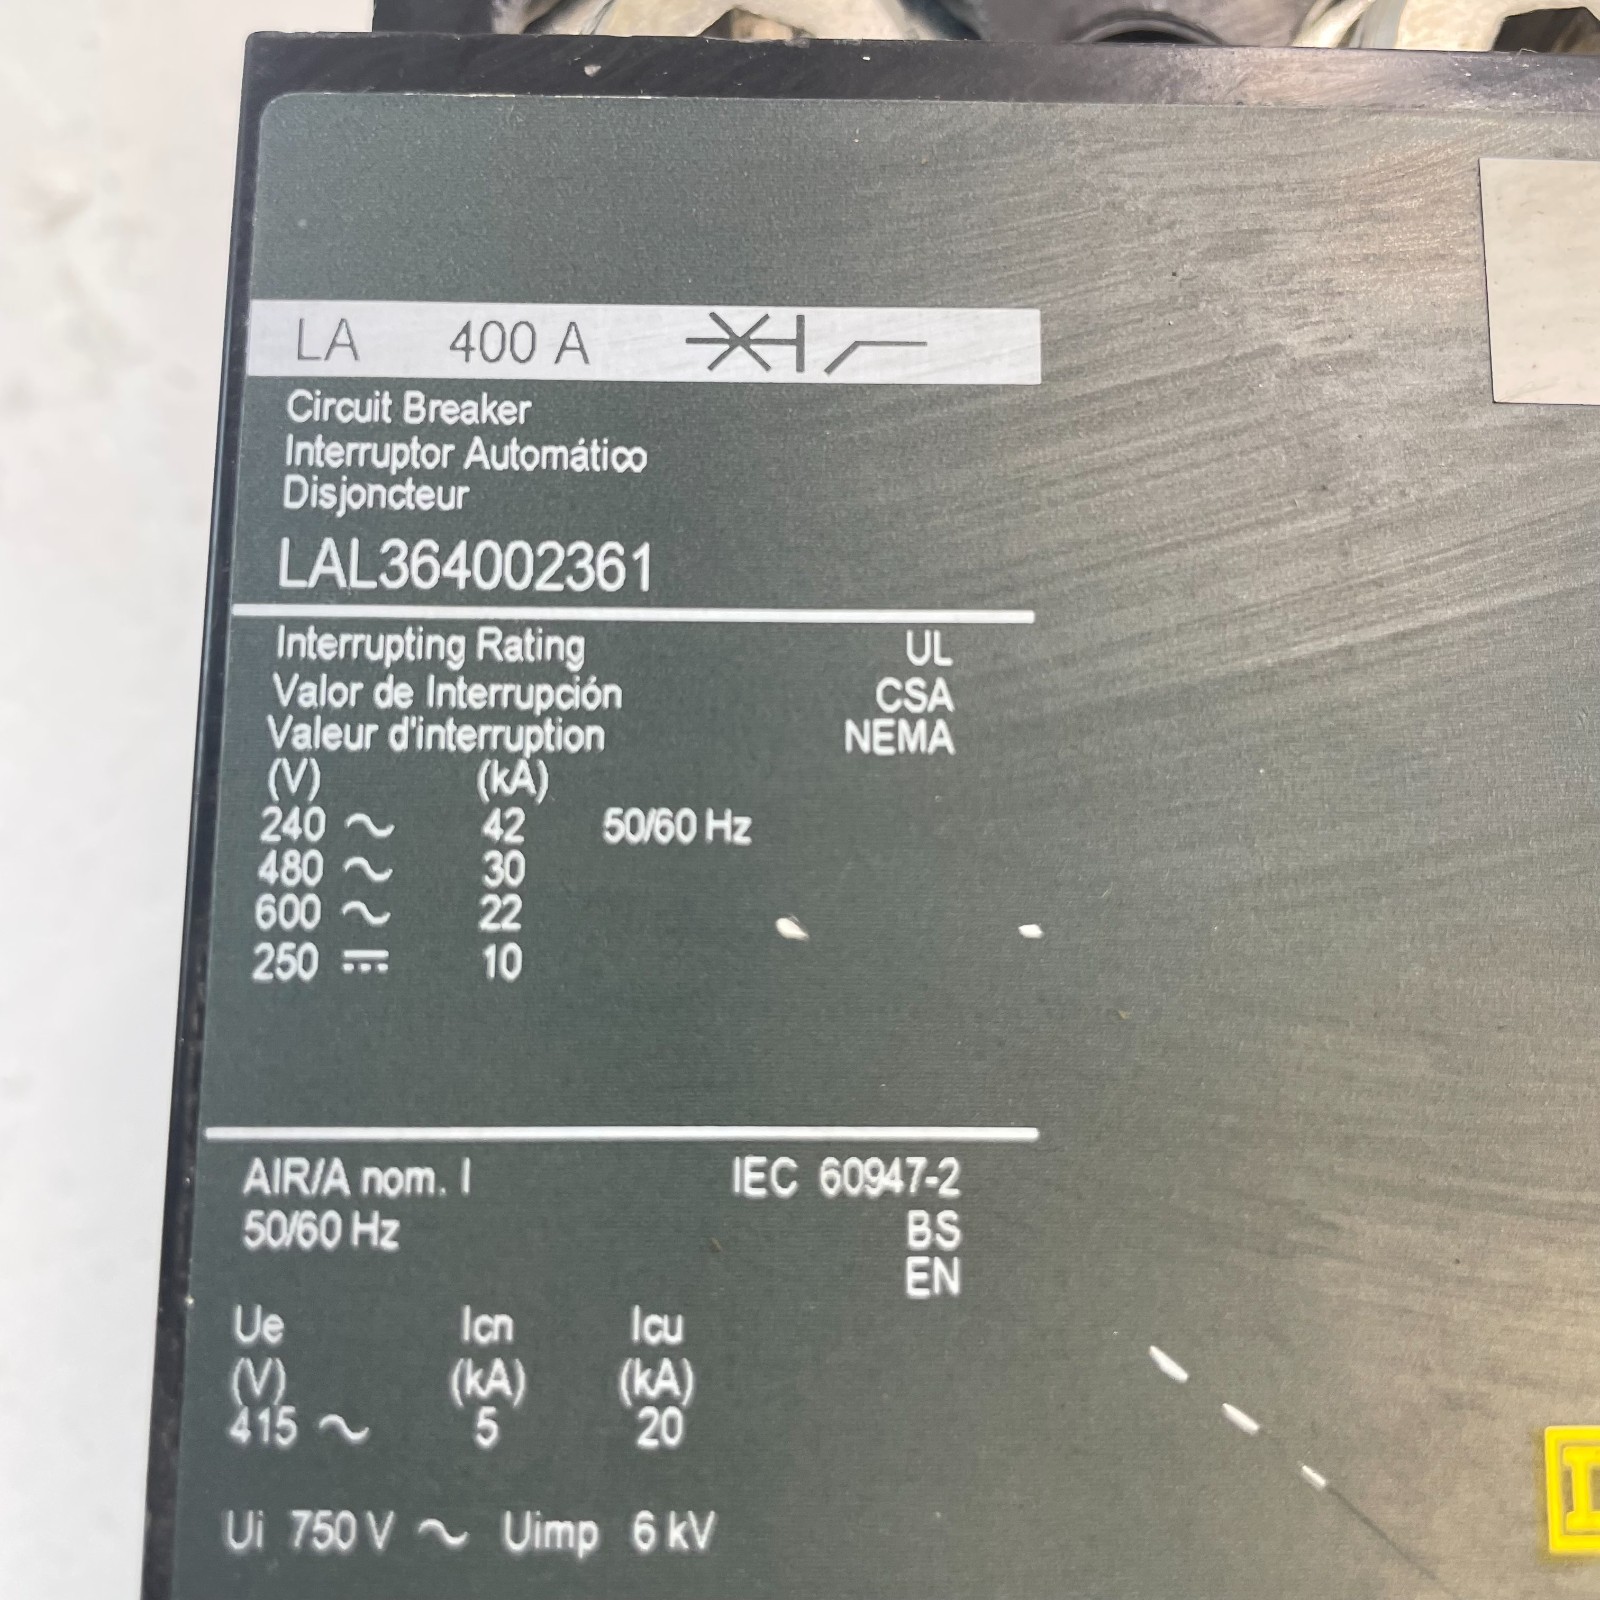 LA 400 A
Circuit Breaker
Interruptor Automático
Disjoncteur
LAL364002361
Interrupting Rating UL
Valor de Interrupción CSA
Valeur d'interruption NEMA
(V) (kA)
240 ~ 42 50/60 Hz
480 ~ 30
600 ~ 22
250 ⎓ 10
AIR/A nom. I IEC 60947-2
50/60 Hz BS
EN
Ue Icn Icu
(V) (kA) (kA)
415 ~ 5 20
Ui 750 V ~ Uimp 6 kV